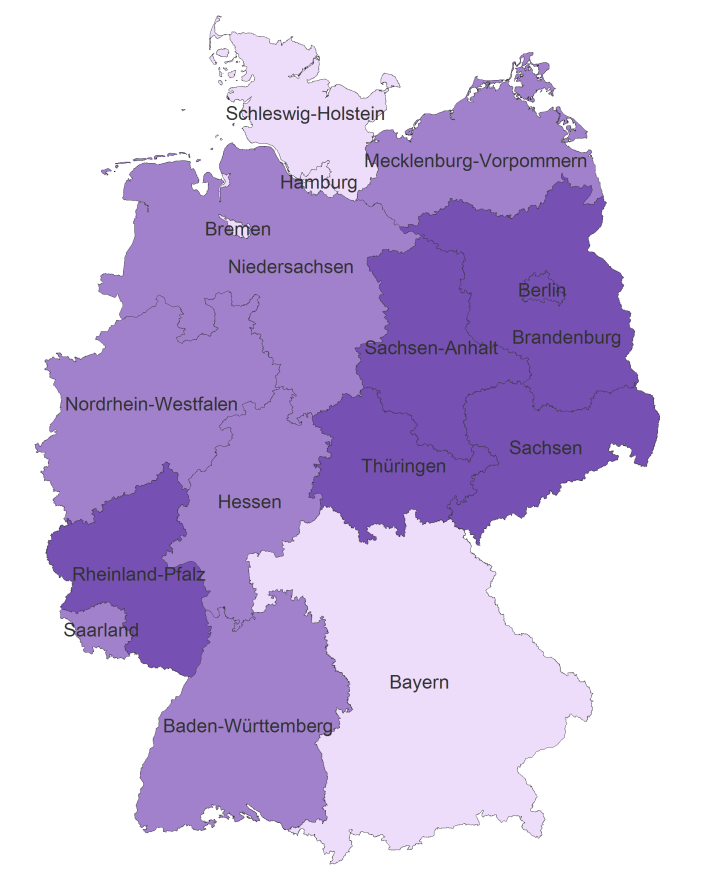 Schleswig-Holstein
Mecklenburg-Vorpommern
Hamburg
Bremen
Niedersachsen
Berlin
Brandenburg
Sachsen-Anhalt
Nordrhein-Westfalen
Sachsen
Thüringen
Hessen
Rheinland-Pfalz
Saarland
Bayern
Baden-Württemberg